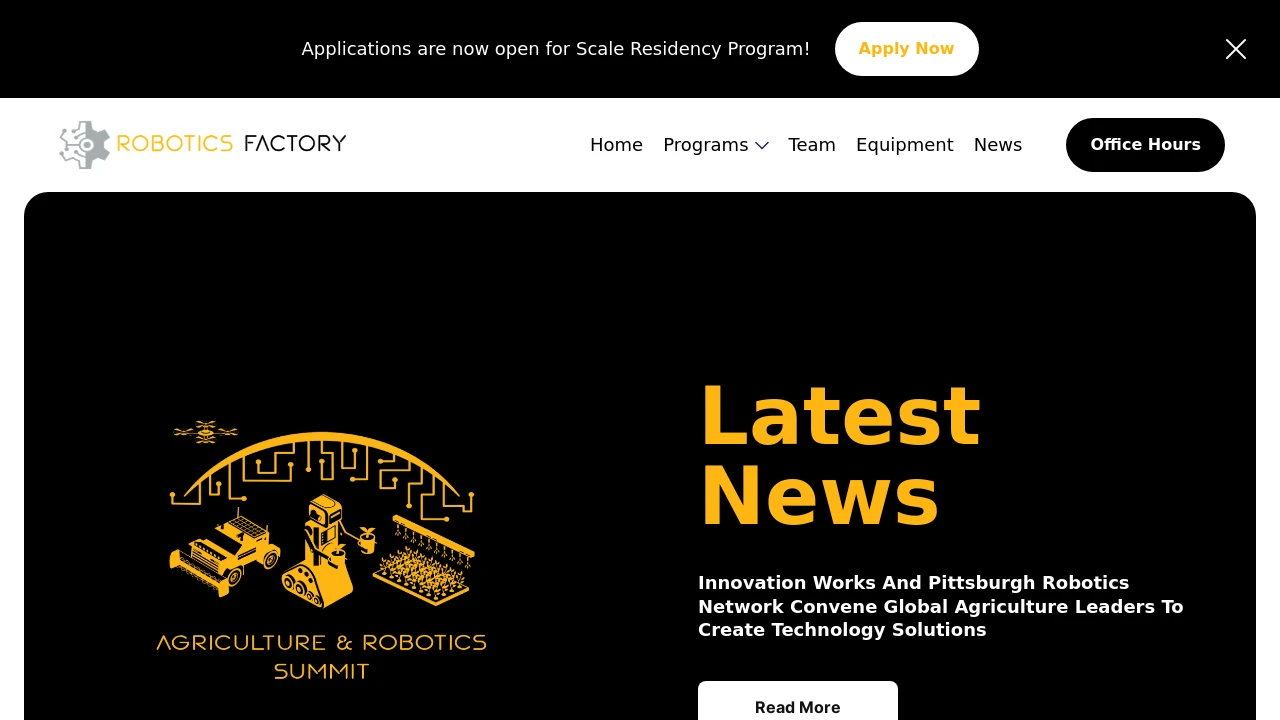 Applications are now open for Scale Residency Program!
Apply Now
ROBOTICS FACTORY
Home
Programs
Team
Equipment
News
Office Hours
Latest
News
Innovation Works And Pittsburgh Robotics
Network Convene Global Agriculture Leaders To
Create Technology Solutions
Read More
AGRICULTURE & ROBOTICS
SUMMIT